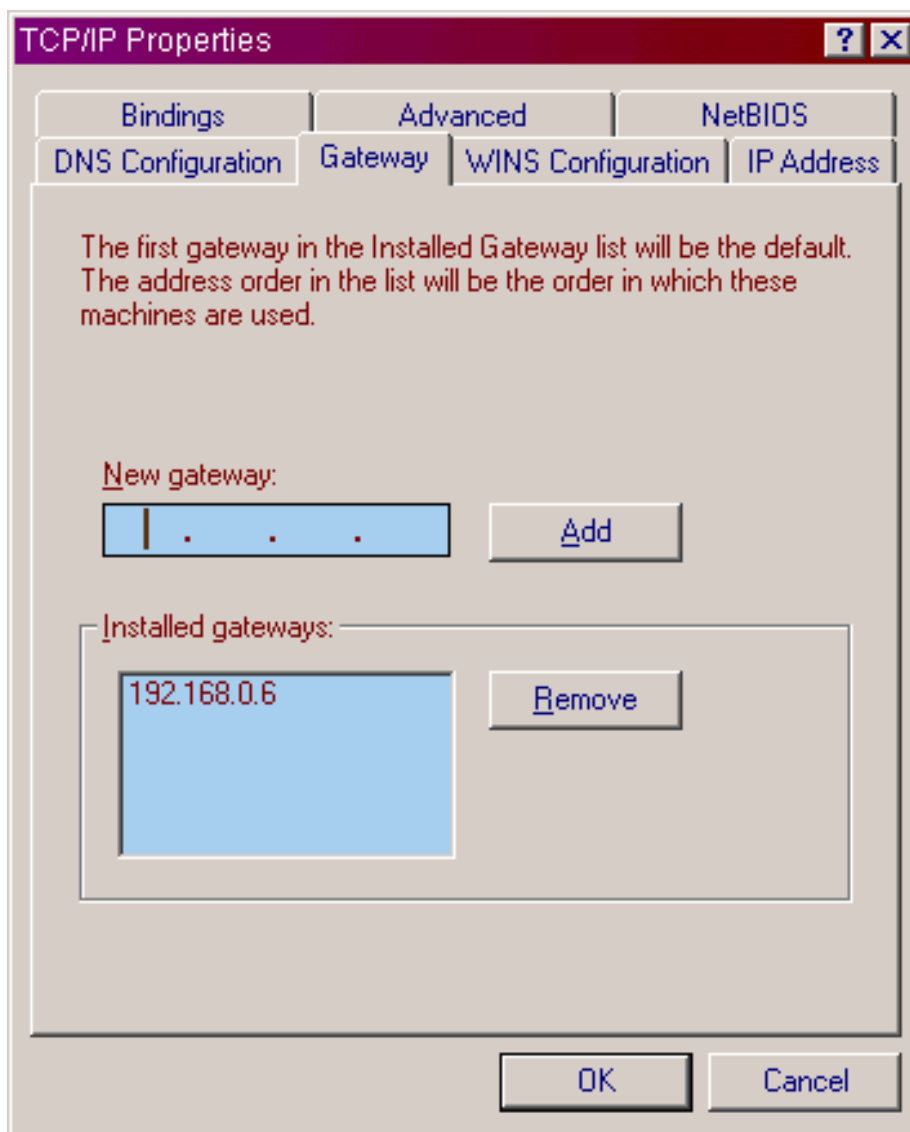 TCP/IP Properties
Bindings Advanced NetBIOS
DNS Configuration Gateway WINS Configuration IP Address
The first gateway in the Installed Gateway list will be the default.
The address order in the list will be the order in which these
machines are used.
New gateway:
. . .
Add
Installed gateways:
192.168.0.6
Remove
OK Cancel